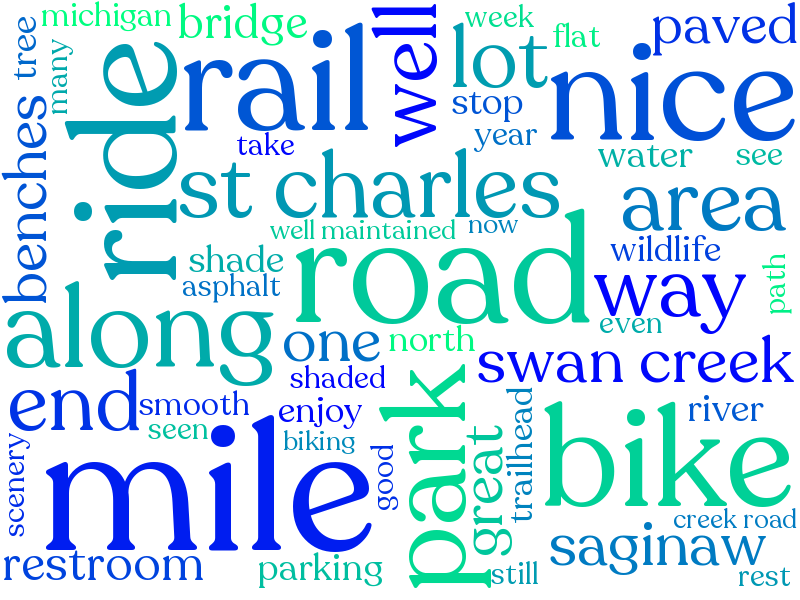 michigan
bridge
well
week
flat
paved
tree
many
ride
rail
lot
nice
stop
year
take
water
see
benches
st charles
area
well maintained
now
shade
road
wildlife
asphalt
way
path
along
one
north
even
shaded
swan creek
end
smooth
enjoy
park
seen
biking
trailhead
bike
river
scenery
mile
good
great
creek road
restroom
parking
still
saginaw
rest